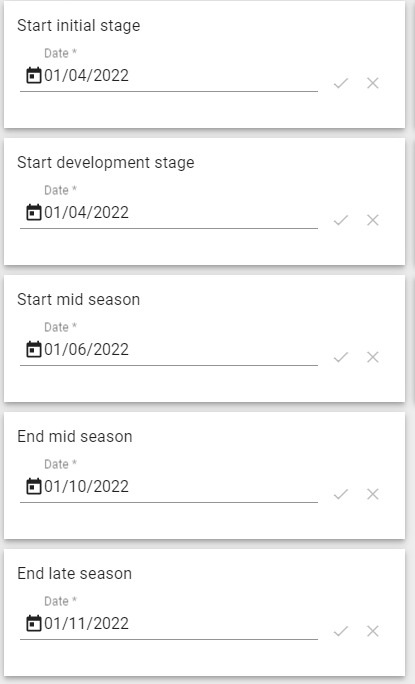 Start initial stage
Date *
01/04/2022
Start development stage
Date *
01/04/2022
Start mid season
Date *
01/06/2022
End mid season
Date *
01/10/2022
End late season
Date *
01/11/2022